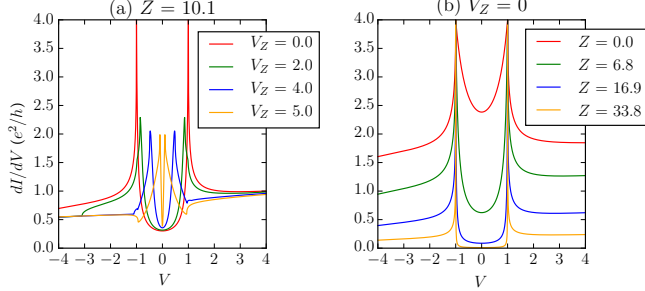 (a) Z = 10.1
dI/dV (e²/h)
4.0
3.5
3.0
2.5
2.0
1.5
1.0
0.5
0.0
V_Z = 0.0
V_Z = 2.0
V_Z = 4.0
V_Z = 5.0
−4 −3 −2 −1 0 1 2 3 4
V
(b) V_Z = 0
4.0
3.5
3.0
2.5
2.0
1.5
1.0
0.5
0.0
Z = 0.0
Z = 6.8
Z = 16.9
Z = 33.8
−4 −3 −2 −1 0 1 2 3 4
V